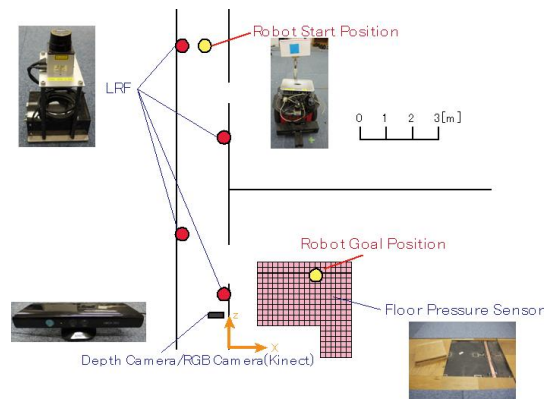 Robot Start Position
LRF
0 1 2 3[m]
Robot Goal Position
Floor Pressure Sensor
z
x
Depth Camera/RGB Camera(Kinect)